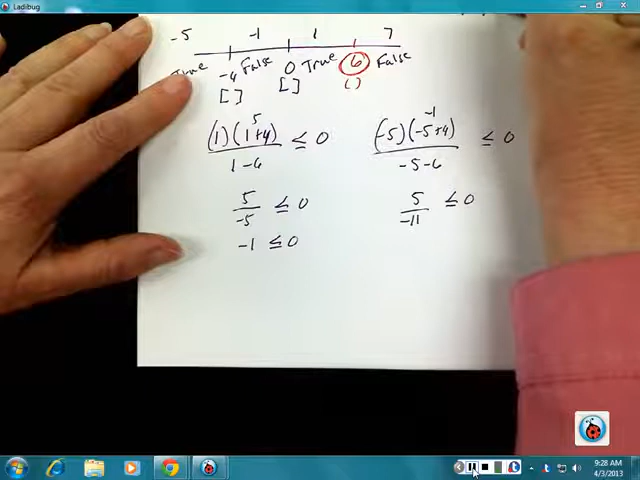 Ladibug
-5 -1 1 7
True -4 False 0 True 6 False
[ ] [ ] ( )
5 -1
(1)(1+4) ≤ 0 (-5)(-5+4) ≤ 0
1-6 -5-6
5 ≤ 0 5 ≤ 0
-5 -11
-1 ≤ 0
9:28 AM
4/3/2013